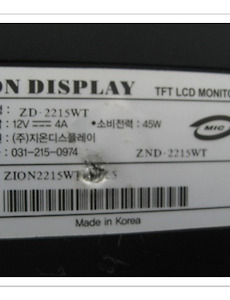 ON DISPLAY TFT LCD MONITO
: ZD-2215WT
: 12V⎓ 4A •소비전력 : 45W
: (주)지온디스플레이 MIC
: 031-215-0974 ZND-2215WT
ZION2215W
Made in Korea